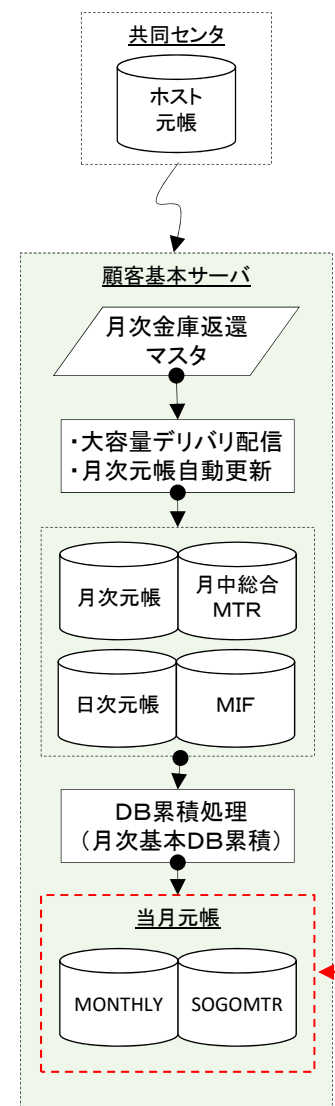 共同センタ
ホスト
元帳
顧客基本サーバ
月次金庫返還
マスタ
・大容量デリバリ配信
・月次元帳自動更新
月次元帳
月中総合
MTR
日次元帳
MIF
DB累積処理
（月次基本DB累積）
当月元帳
MONTHLY
SOGOMTR